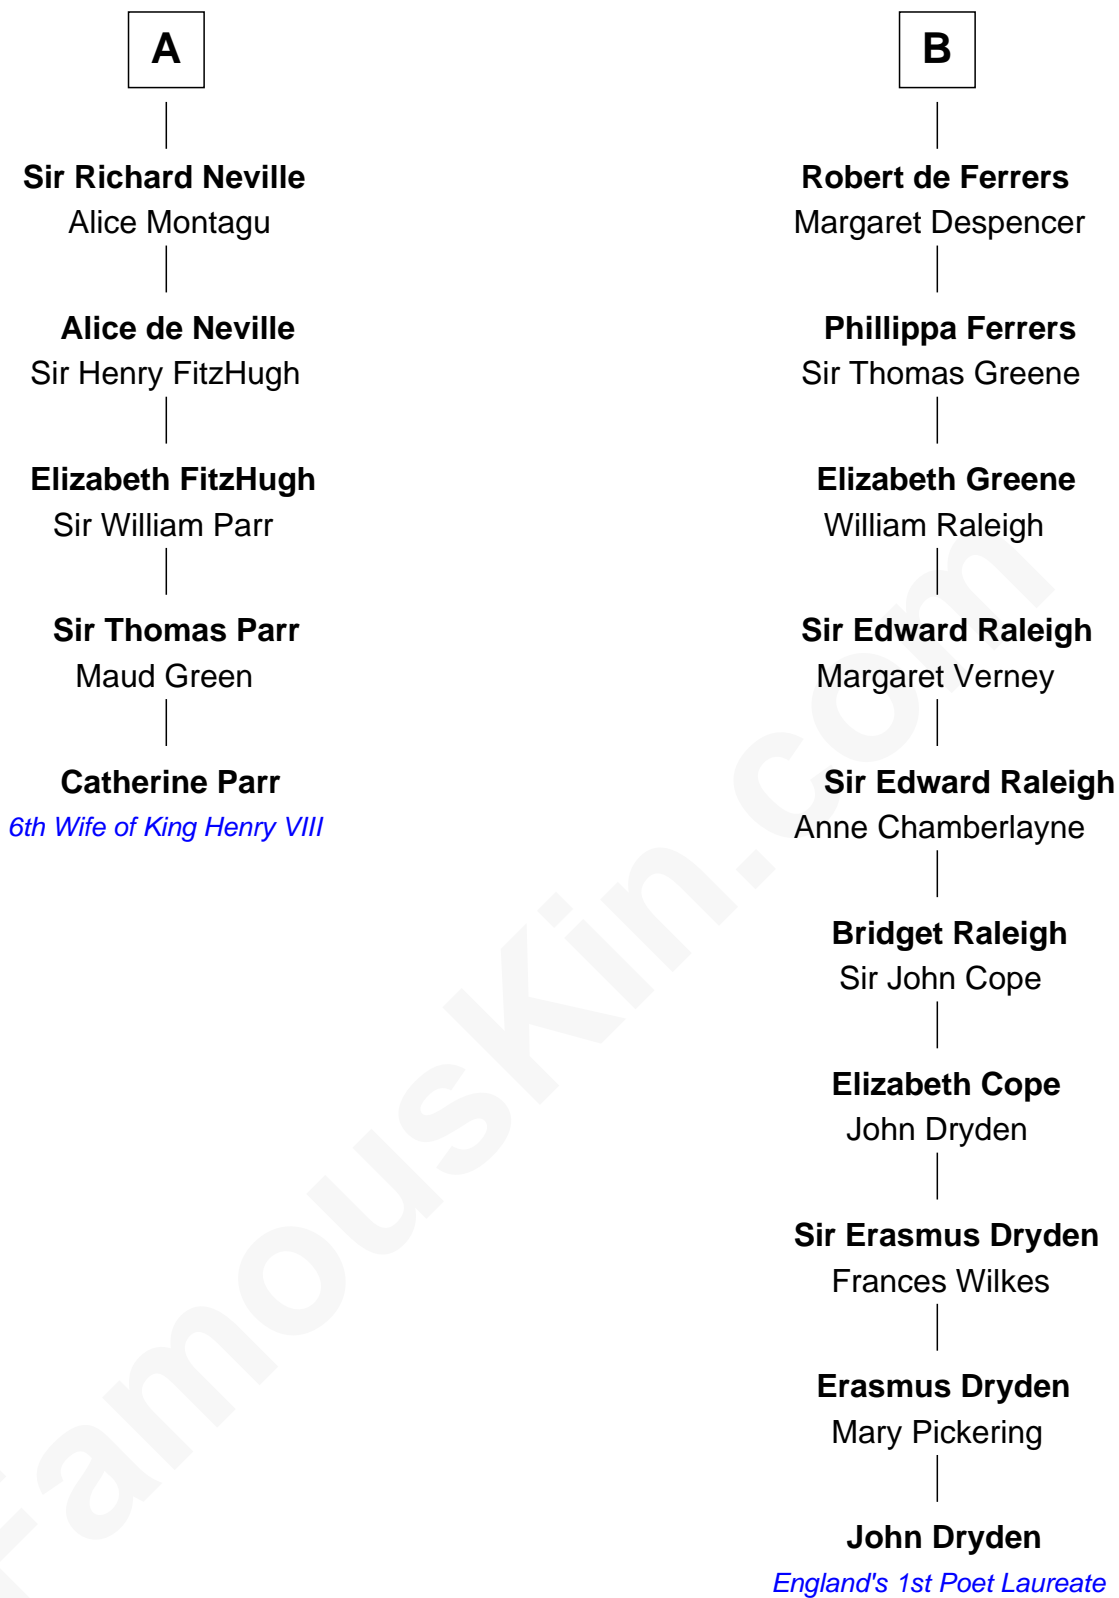 A
Sir Richard Neville
Alice Montagu
Alice de Neville
Sir Henry FitzHugh
Elizabeth FitzHugh
Sir William Parr
Sir Thomas Parr
Maud Green
Catherine Parr
6th Wife of King Henry VIII
B
Robert de Ferrers
Margaret Despencer
Phillippa Ferrers
Sir Thomas Greene
Elizabeth Greene
William Raleigh
Sir Edward Raleigh
Margaret Verney
Sir Edward Raleigh
Anne Chamberlayne
Bridget Raleigh
Sir John Cope
Elizabeth Cope
John Dryden
Sir Erasmus Dryden
Frances Wilkes
Erasmus Dryden
Mary Pickering
John Dryden
England's 1st Poet Laureate
FamousKin.com